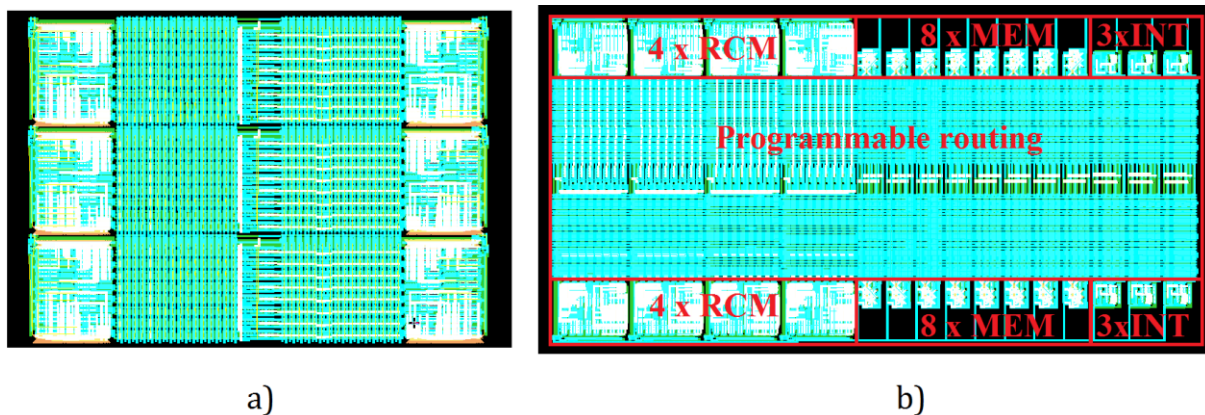 4 x RCM
8 x MEM
3xINT
Programmable routing
4 x RCM
8 x MEM
3xINT
a)
b)